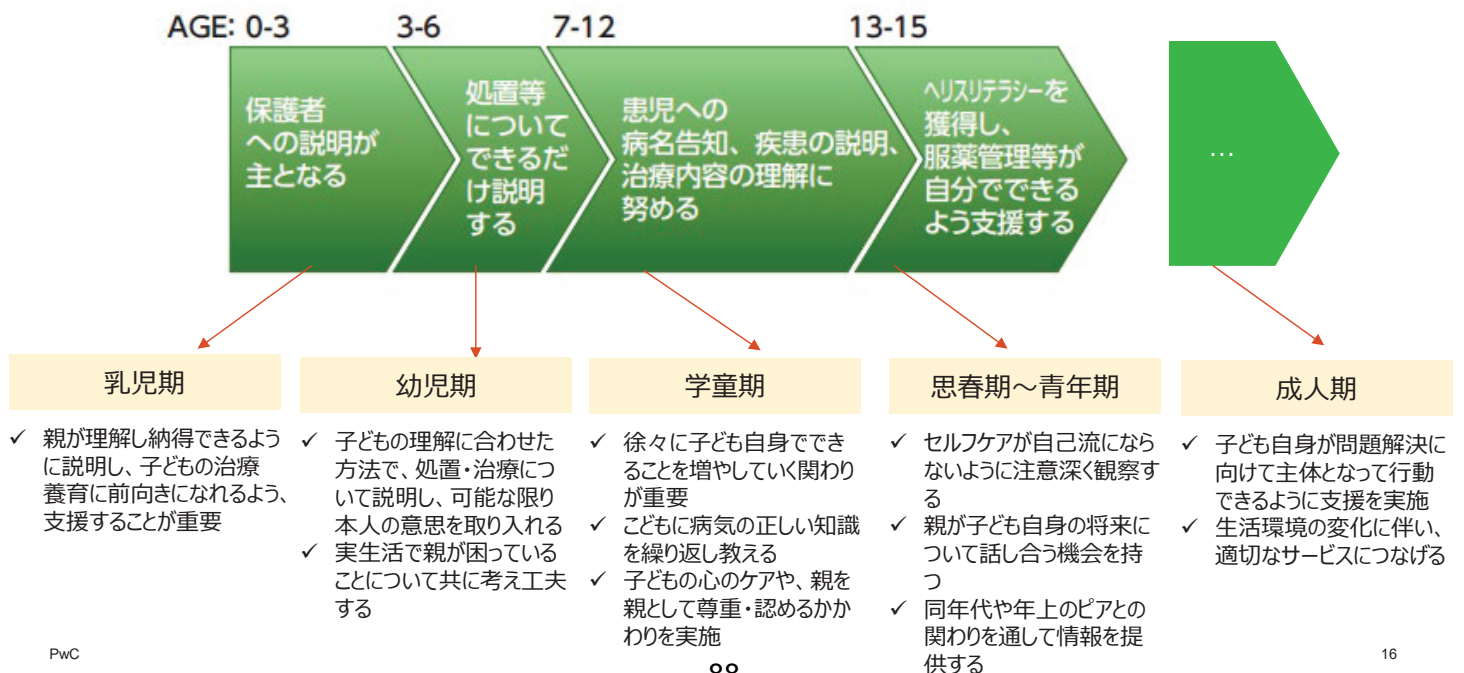 AGE: 0-3
3-6
7-12
13-15
保護者
への説明が
主となる
処置等
について
できるだ
け説明
する
患児への
病名告知、疾患の説明、
治療内容の理解に
努める
ヘリスリテラシーを
獲得し、
服薬管理等が
自分でできる
よう支援する
…
乳児期
✓ 親が理解し納得できるよう
に説明し、子どもの治療
養育に前向きになれるよう、
支援することが重要
幼児期
✓ 子どもの理解に合わせた
方法で、処置・治療につ
いて説明し、可能な限り
本人の意思を取り入れる
✓ 実生活で親が困っている
ことについて共に考え工夫
する
学童期
✓ 徐々に子ども自身ででき
ることを増やしていく関わり
が重要
✓ こどもに病気の正しい知識
を繰り返し教える
✓ 子どもの心のケアや、親を
親として尊重・認めるかか
わりを実施
思春期～青年期
✓ セルフケアが自己流になら
ないように注意深く観察す
る
✓ 親が子ども自身の将来に
ついて話し合う機会を持
つ
✓ 同年代や年上のピアとの
関わりを通して情報を提
供する
成人期
✓ 子ども自身が問題解決に
向けて主体となって行動
できるように支援を実施
✓ 生活環境の変化に伴い、
適切なサービスにつなげる
PwC
88
16